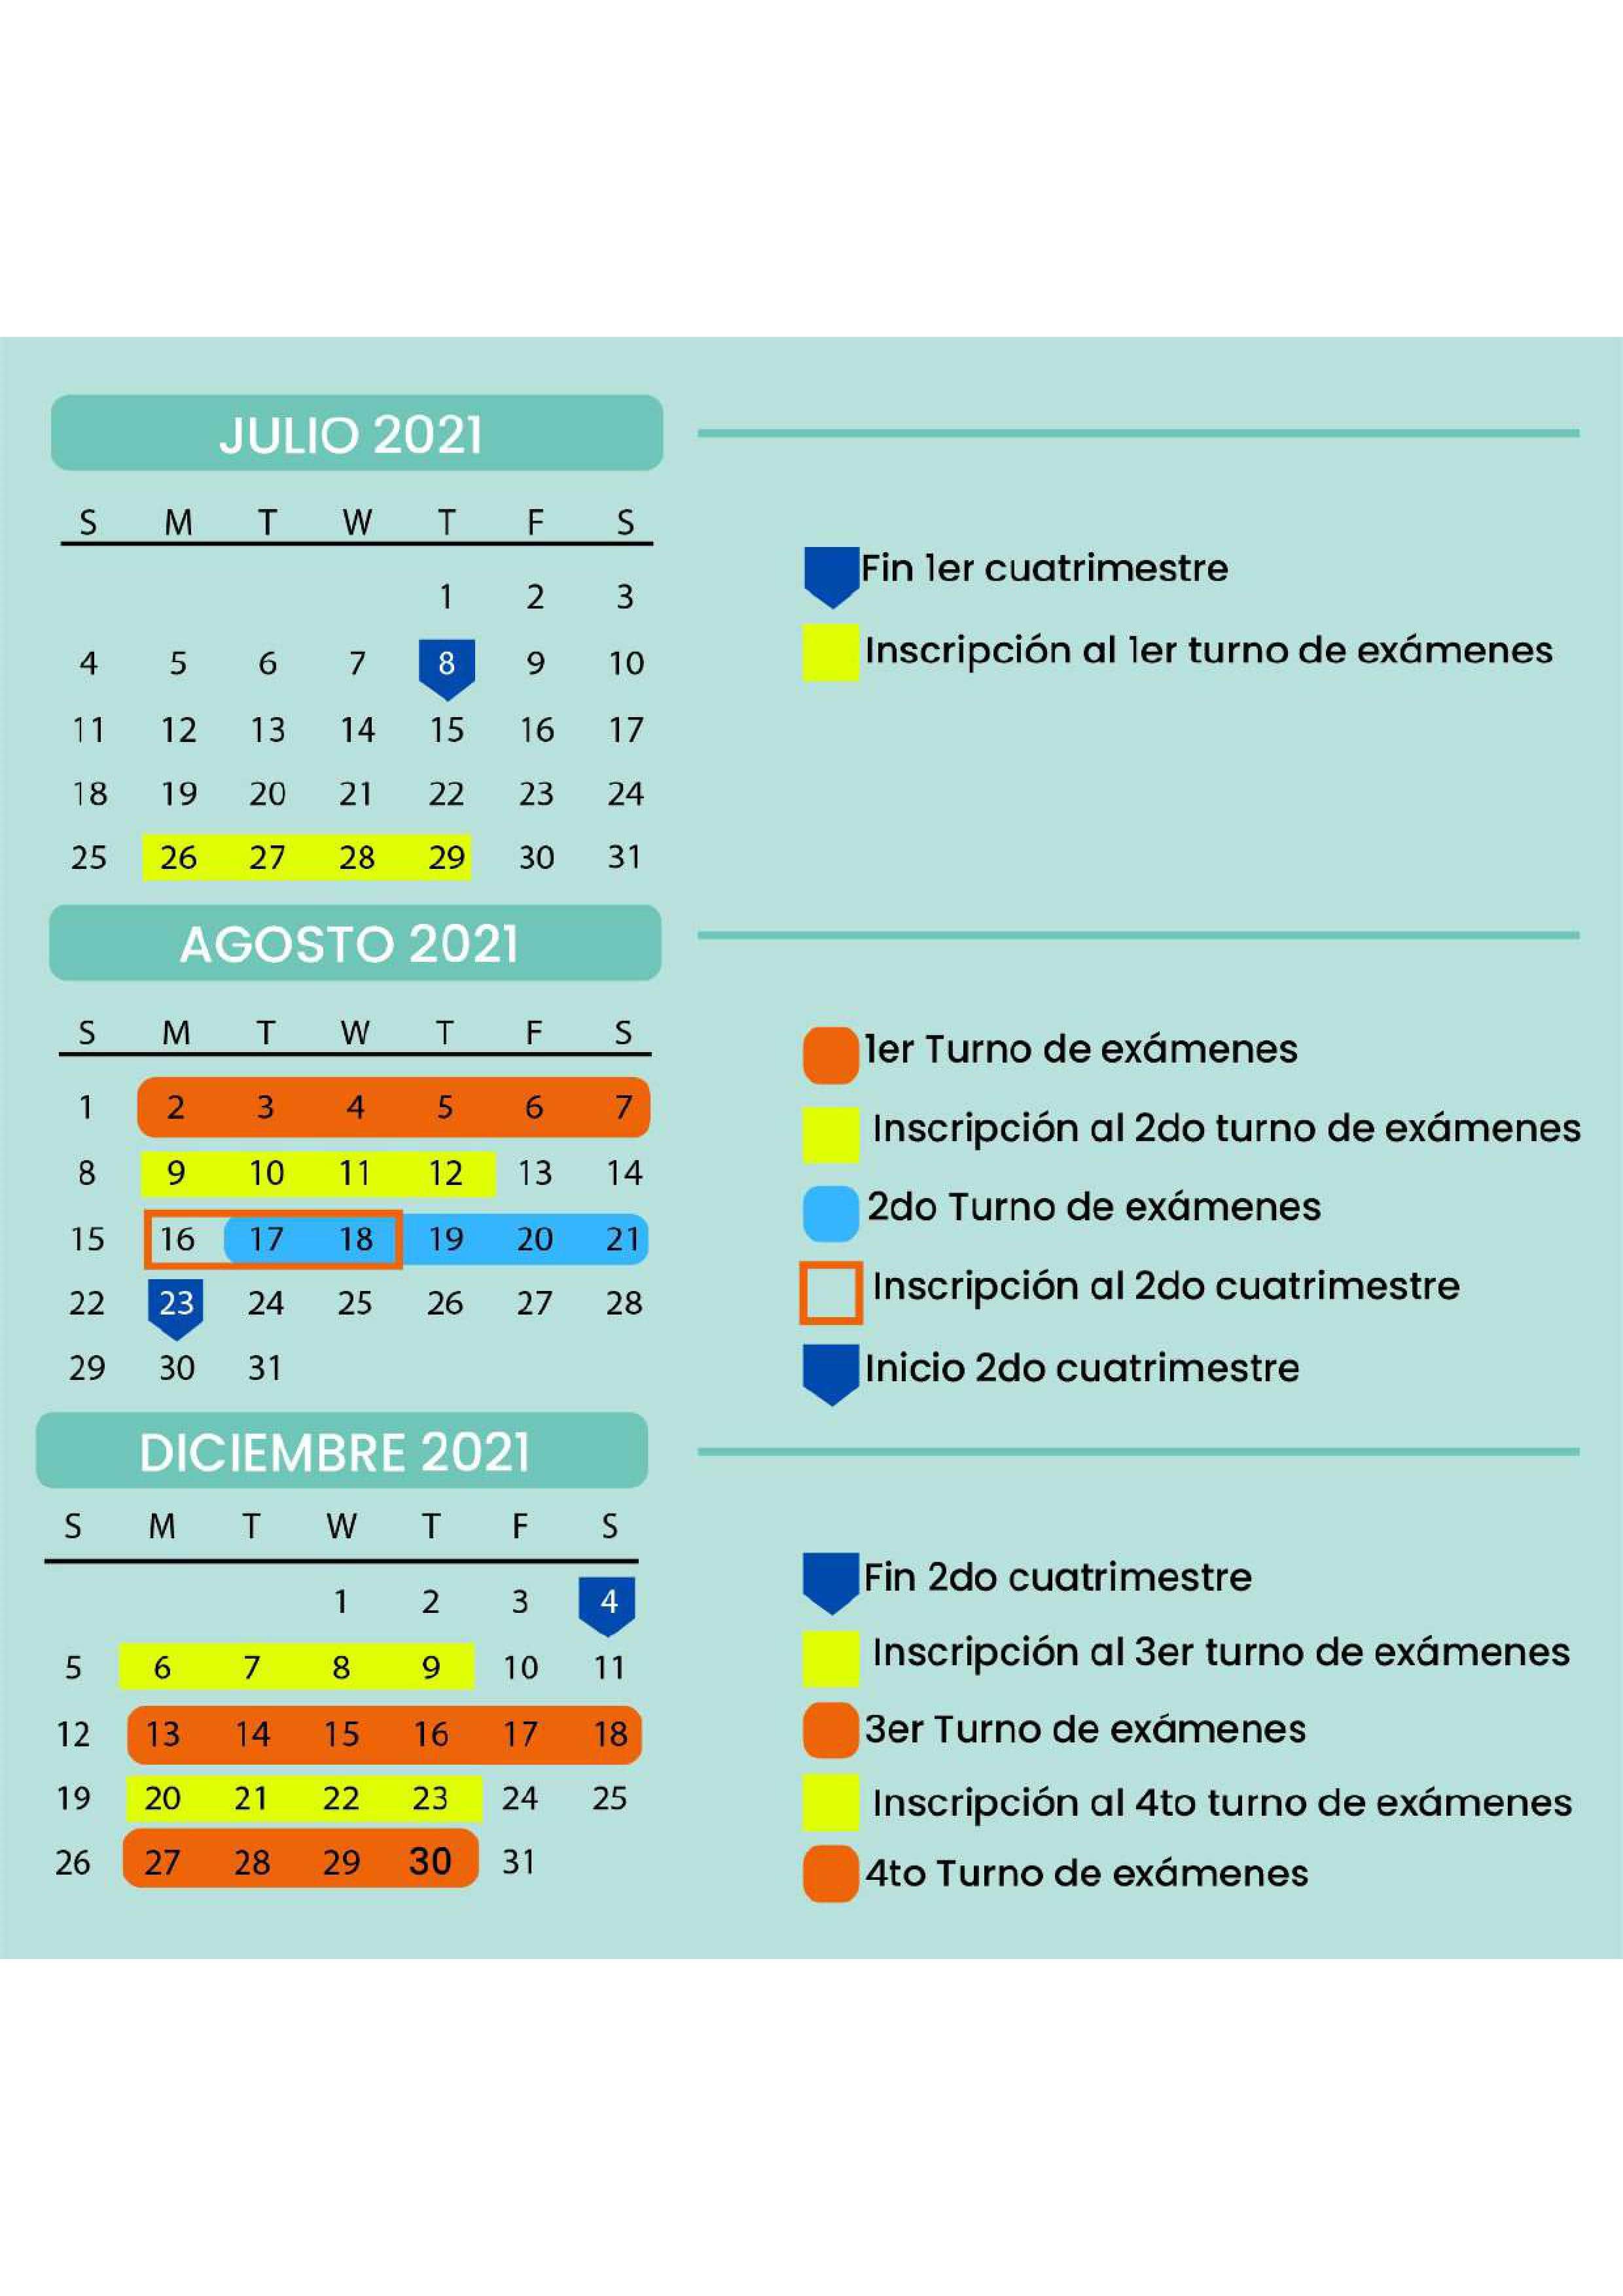 JULIO 2021
S M T W T F S
1 2 3
4 5 6 7 8 9 10
11 12 13 14 15 16 17
18 19 20 21 22 23 24
25 26 27 28 29 30 31
Fin 1er cuatrimestre
Inscripción al 1er turno de exámenes
AGOSTO 2021
S M T W T F S
1 2 3 4 5 6 7
8 9 10 11 12 13 14
15 16 17 18 19 20 21
22 23 24 25 26 27 28
29 30 31
1er Turno de exámenes
Inscripción al 2do turno de exámenes
2do Turno de exámenes
Inscripción al 2do cuatrimestre
Inicio 2do cuatrimestre
DICIEMBRE 2021
S M T W T F S
1 2 3 4
5 6 7 8 9 10 11
12 13 14 15 16 17 18
19 20 21 22 23 24 25
26 27 28 29 30 31
Fin 2do cuatrimestre
Inscripción al 3er turno de exámenes
3er Turno de exámenes
Inscripción al 4to turno de exámenes
4to Turno de exámenes